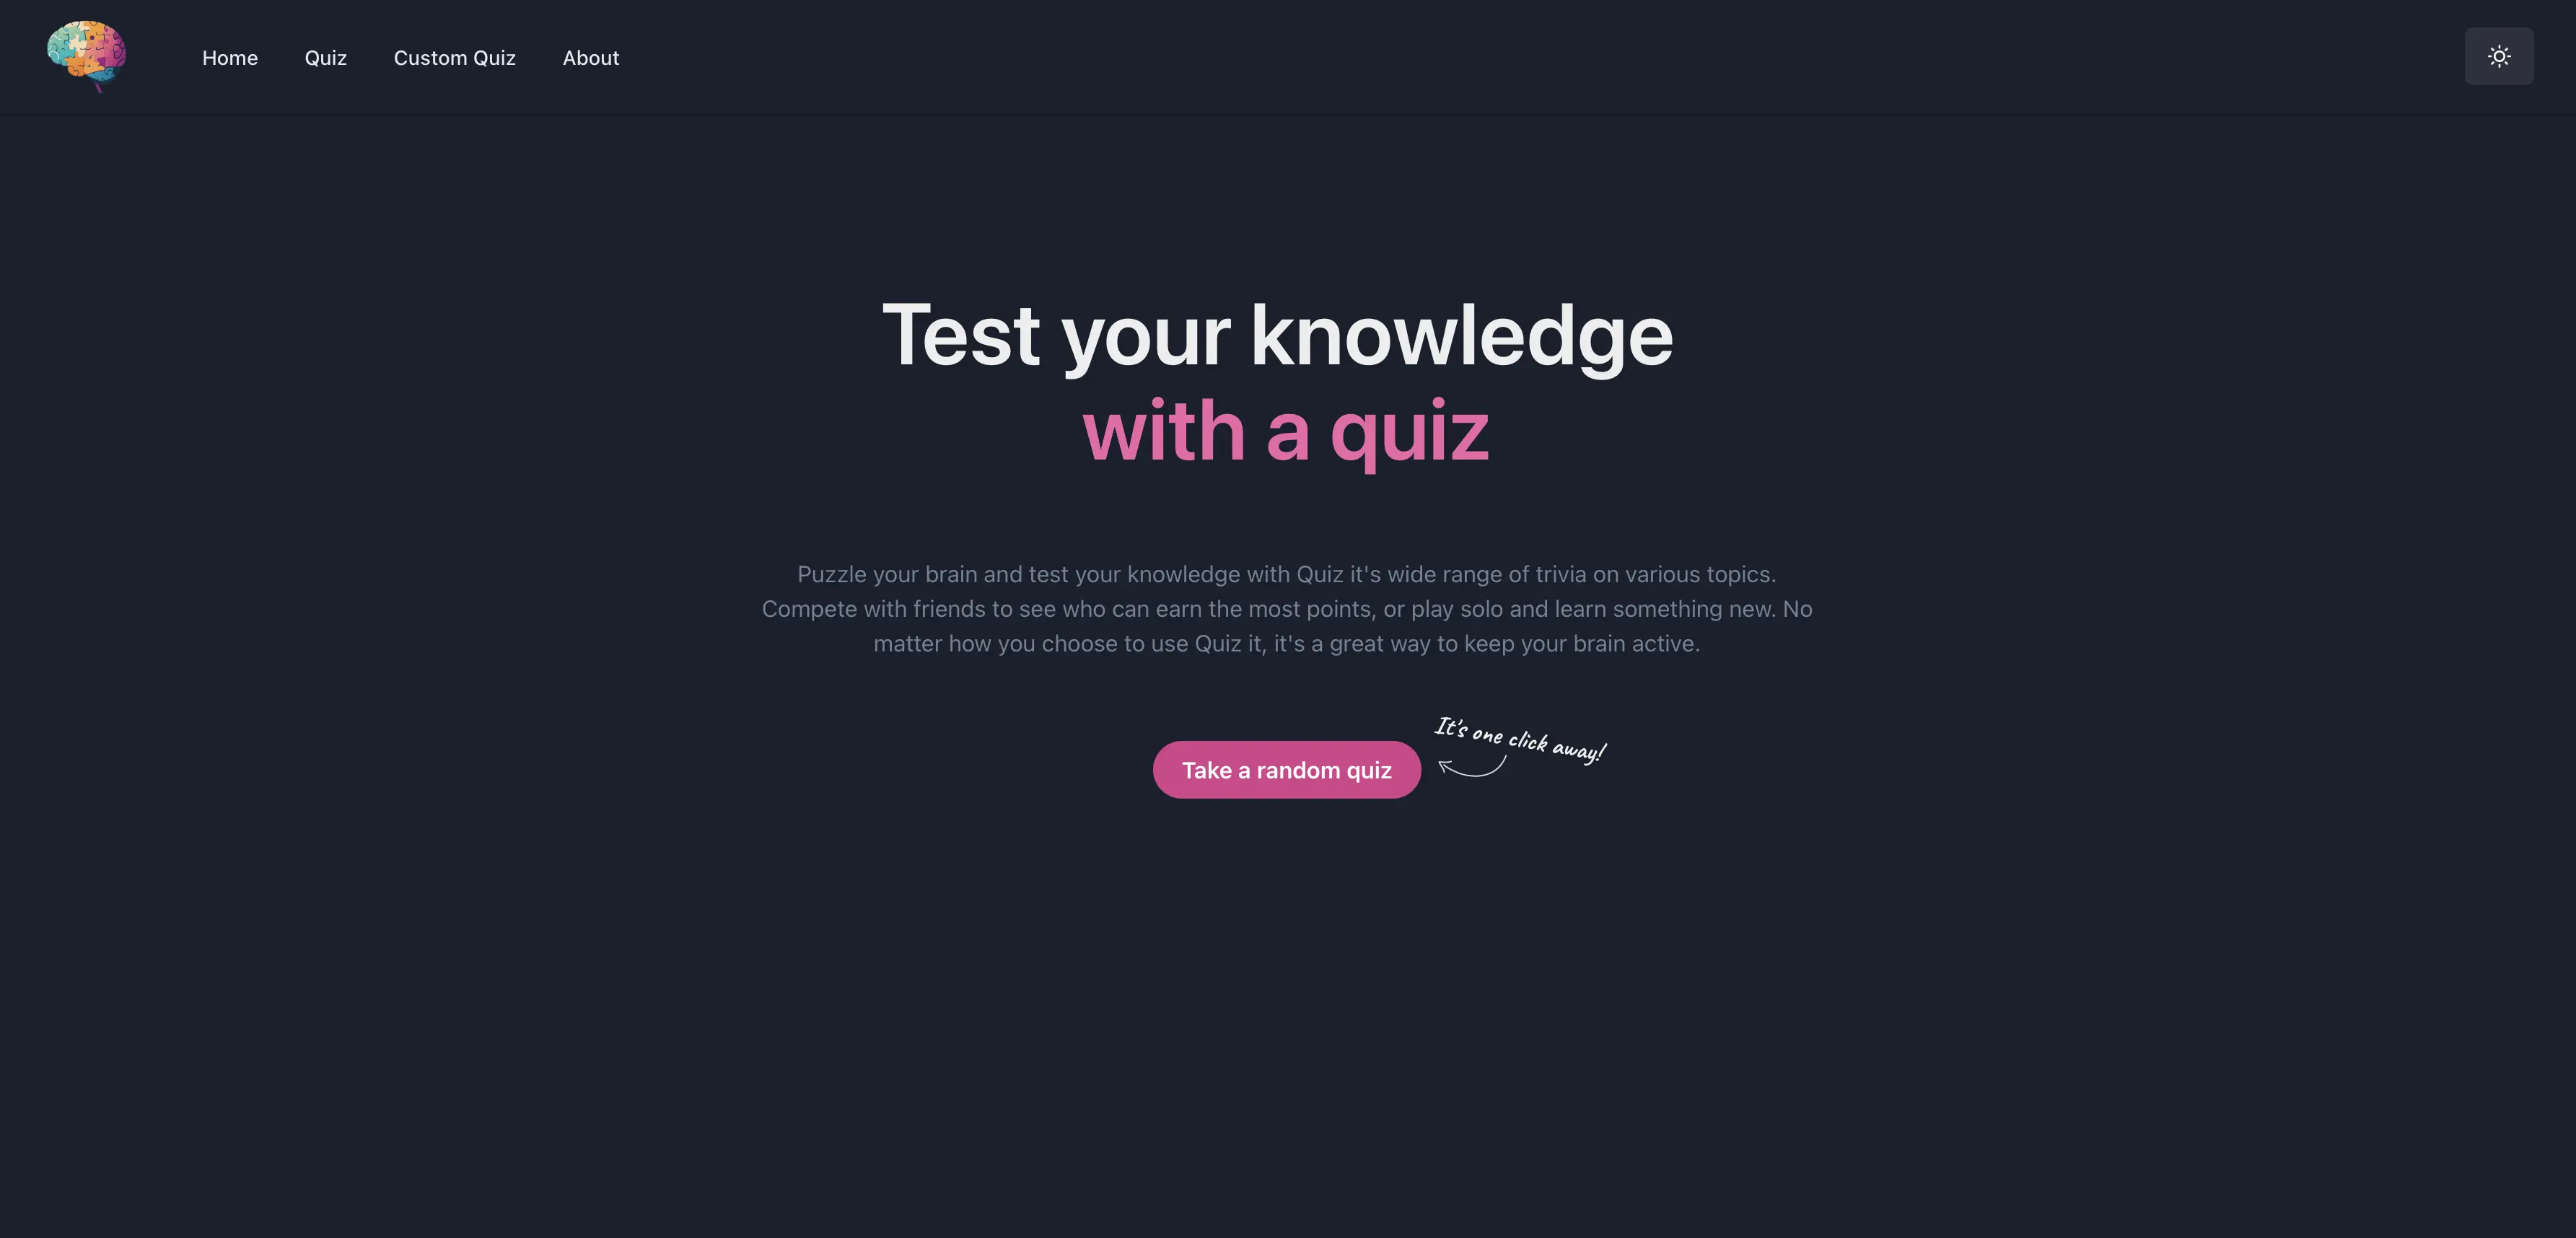 Home
Quiz
Custom Quiz
About
Test your knowledge
with a quiz
Puzzle your brain and test your knowledge with Quiz it's wide range of trivia on various topics.
Compete with friends to see who can earn the most points, or play solo and learn something new. No
matter how you choose to use Quiz it, it's a great way to keep your brain active.
It's one click away!
Take a random quiz